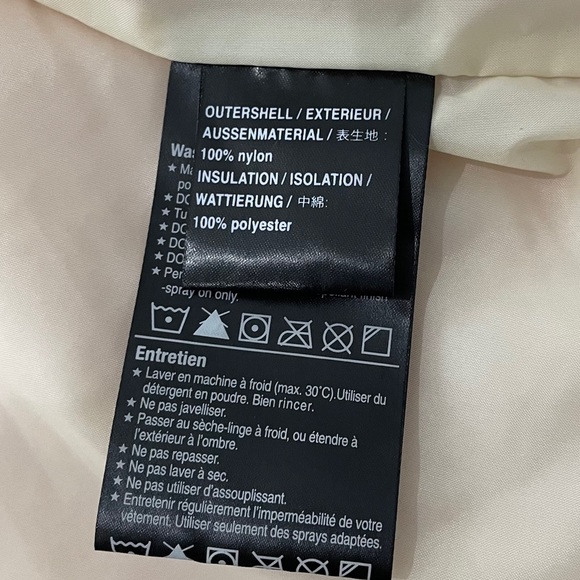 OUTERSHELL / EXTERIEUR /
AUSSENMATERIAL / 表生地 :
100% nylon
INSULATION / ISOLATION /
WATTIERUNG / 中綿:
100% polyester
-spray on only.
Entretien
★ Laver en machine à froid (max. 30°C).Utiliser du
détergent en poudre. Bien rincer.
★ Ne pas javelliser.
★ Passer au sèche-linge à froid, ou étendre à
l'extérieur à l'ombre.
★ Ne pas repasser.
★ Ne pas laver à sec.
★ Ne pas utiliser d'assouplissant.
★ Entretenir régulièrement l'imperméabilité de votre
vêtement. Utiliser seulement des sprays adaptées.